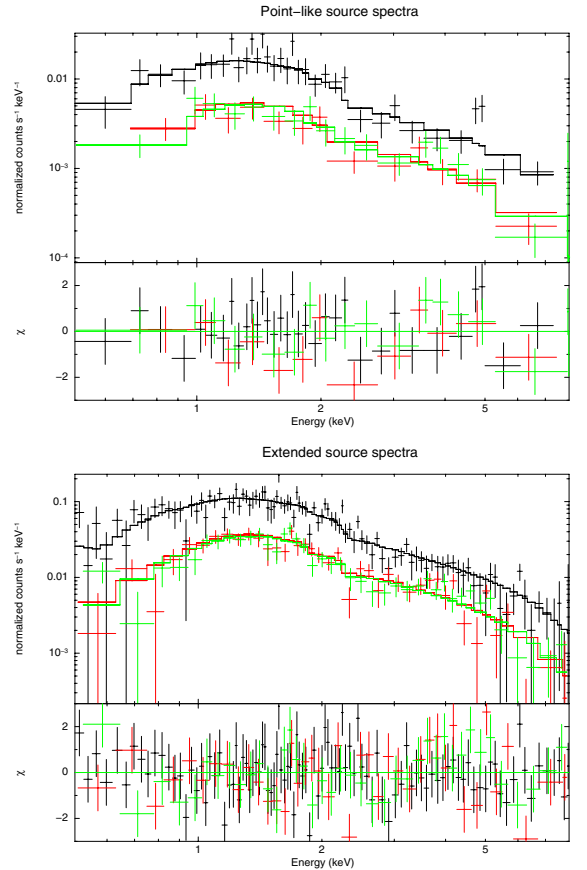 Point−like source spectra
normalized counts s⁻¹ keV⁻¹
0.01
10⁻³
10⁻⁴
χ
2
0
−2
1
2
5
Energy (keV)
Extended source spectra
normalized counts s⁻¹ keV⁻¹
0.1
0.01
10⁻³
χ
2
0
−2
1
2
5
Energy (keV)